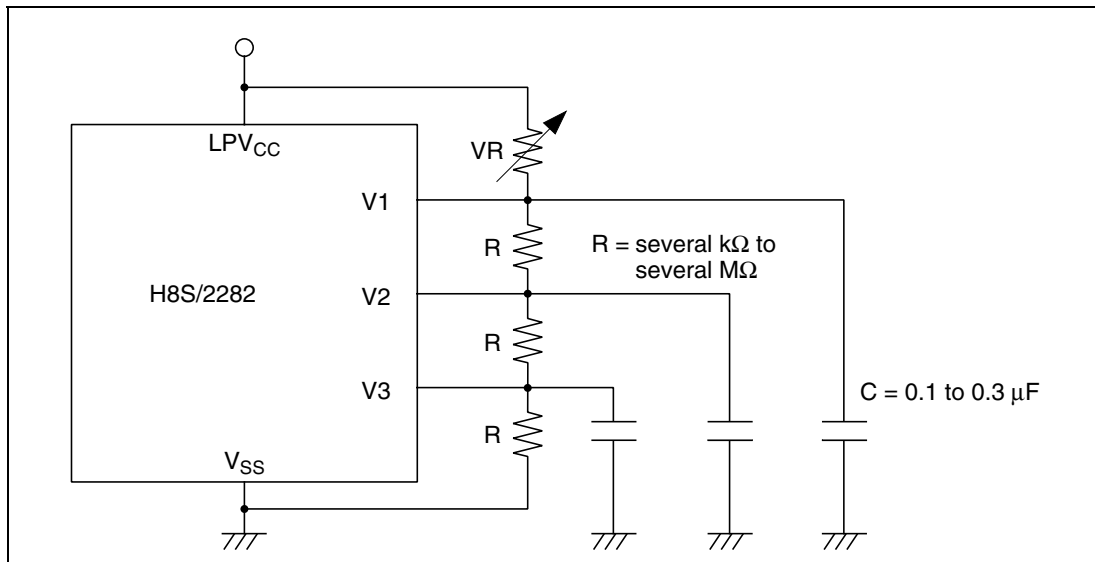 LPVCC
VR
V1
R
R = several kΩ to
several MΩ
H8S/2282
V2
R
V3
C = 0.1 to 0.3 μF
R
VSS